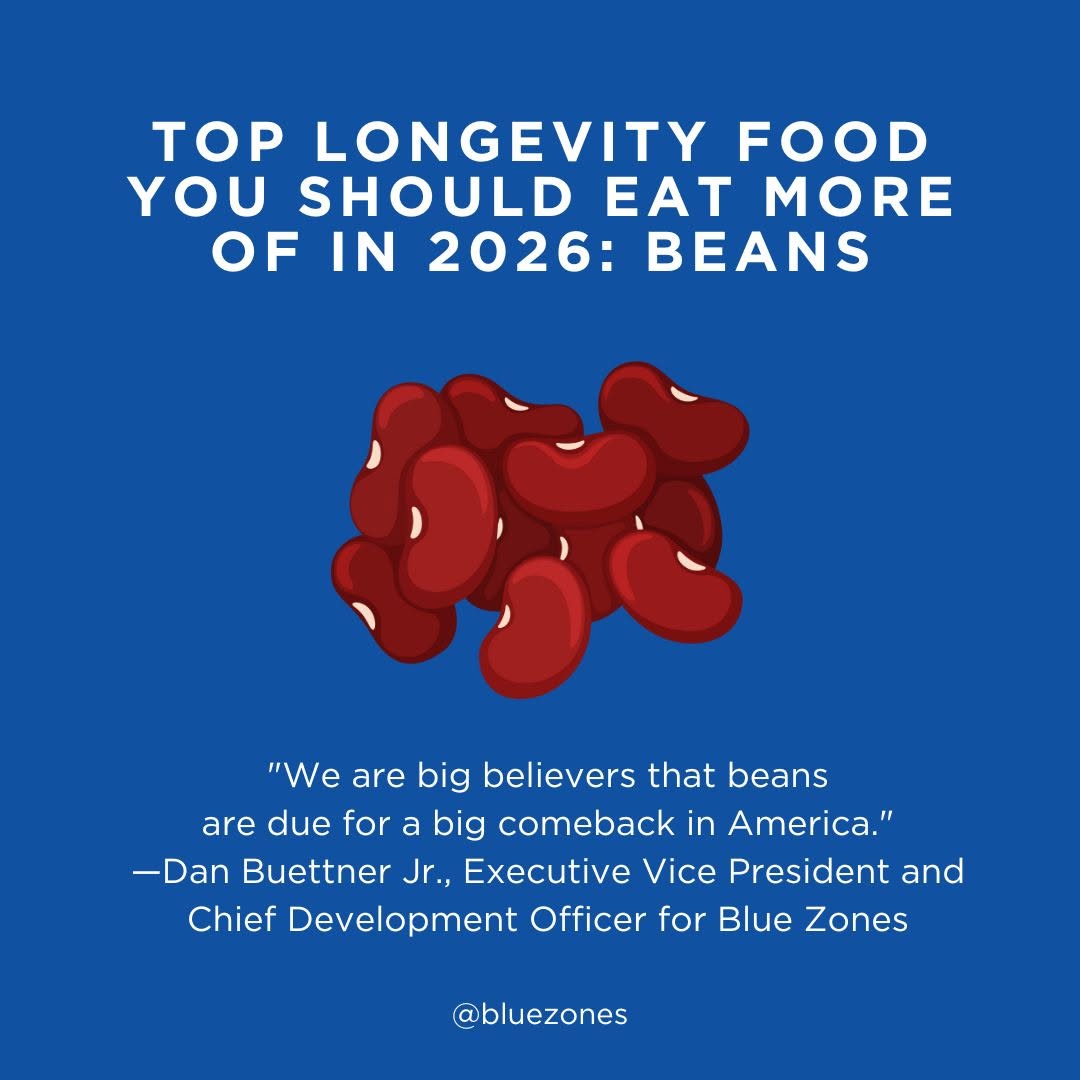 TOP LONGEVITY FOOD
YOU SHOULD EAT MORE
OF IN 2026: BEANS
"We are big believers that beans
are due for a big comeback in America."
—Dan Buettner Jr., Executive Vice President and
Chief Development Officer for Blue Zones
@bluezones